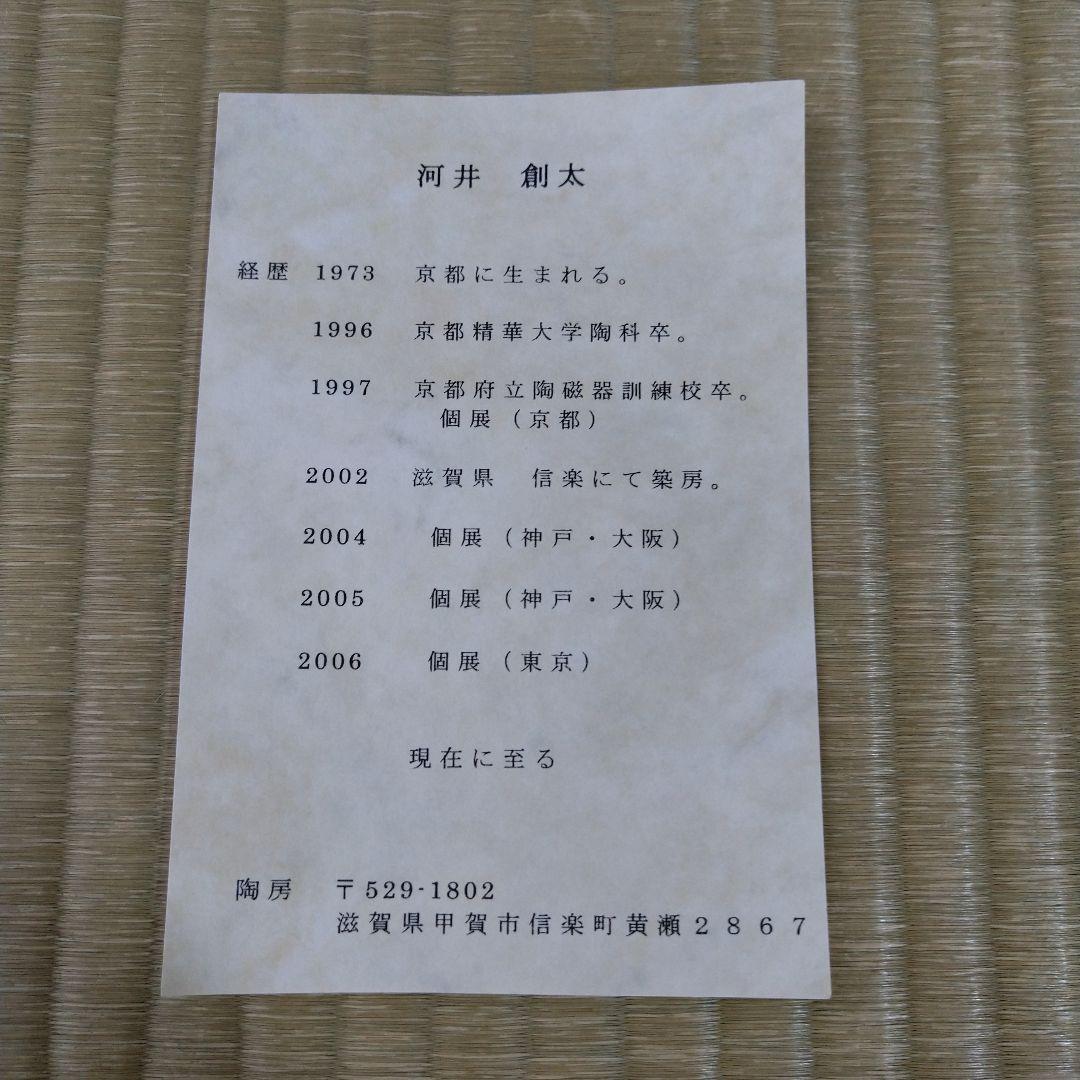 河井　創太
経歴 1973 京都に生まれる。
1996 京都精華大学陶科卒。
1997 京都府立陶磁器訓練校卒。
個展（京都）
2002 滋賀県　信楽にて築房。
2004 個展（神戸・大阪）
2005 個展（神戸・大阪）
2006 個展（東京）
現在に至る
陶房 〒529-1802
滋賀県甲賀市信楽町黄瀬２８６７